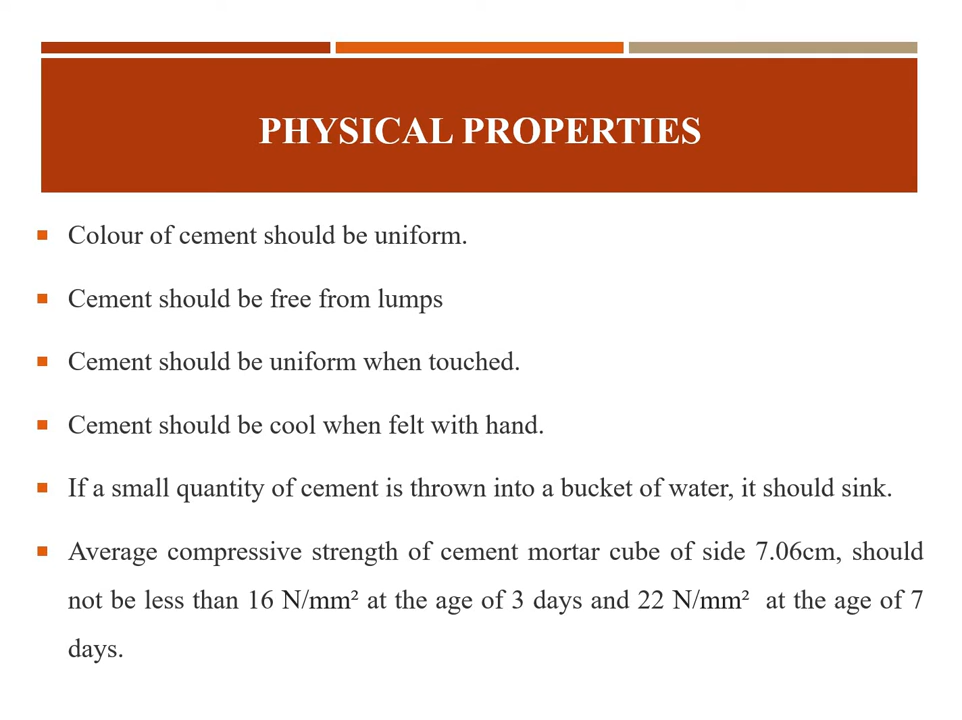 PHYSICAL PROPERTIES
Colour of cement should be uniform.
Cement should be free from lumps
Cement should be uniform when touched.
Cement should be cool when felt with hand.
If a small quantity of cement is thrown into a bucket of water, it should sink.
Average compressive strength of cement mortar cube of side 7.06cm, should
not be less than 16 N/mm² at the age of 3 days and 22 N/mm² at the age of 7
days.